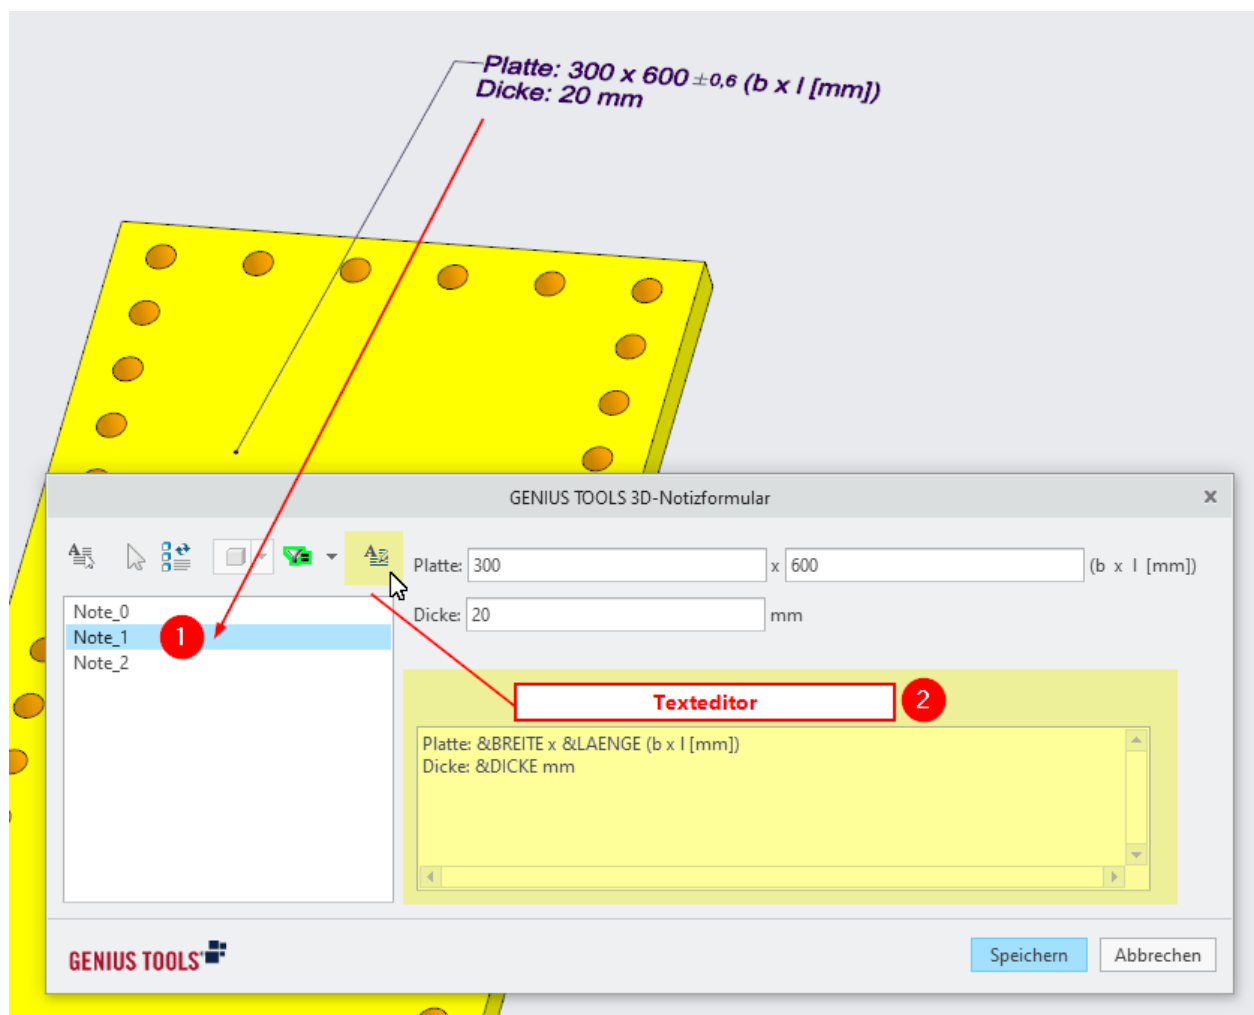 Platte: 300 x 600 ±0,6 (b x l [mm])
Dicke: 20 mm
GENIUS TOOLS 3D-Notizformular
x
Platte: 300 x 600 (b x l [mm])
Dicke: 20 mm
Note_0
Note_1
Note_2
1
Texteditor
2
Platte: &BREITE x &LAENGE (b x l [mm])
Dicke: &DICKE mm
GENIUS TOOLS
Speichern
Abbrechen